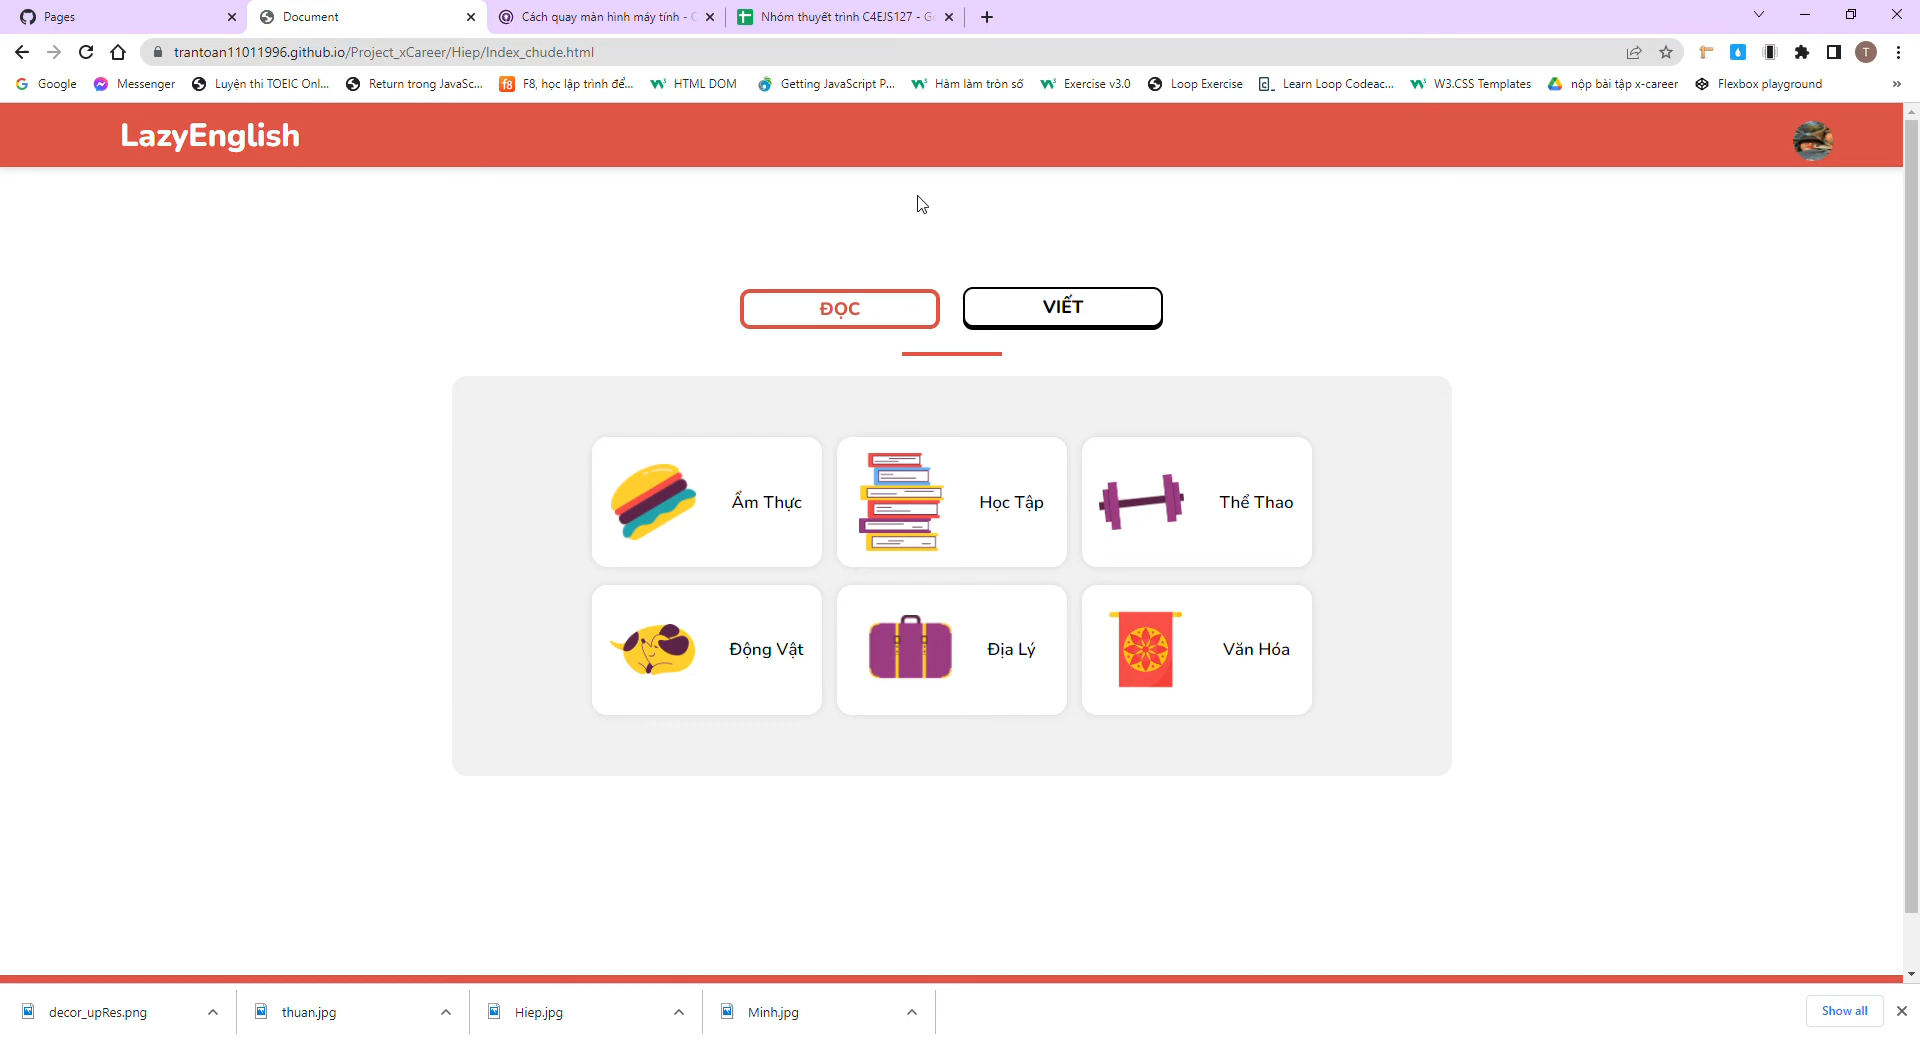 Pages
Document
Cách quay màn hình máy tính - C
Nhóm thuyết trình C4EJS127 - Go
trantoan11011996.github.io/Project_xCareer/Hiep/Index_chude.html
T
Google
Messenger
Luyện thi TOEIC Onl...
Return trong JavaSc...
F8, học lập trình để...
HTML DOM
Getting JavaScript P...
Hàm làm tròn số
Exercise v3.0
Loop Exercise
Learn Loop Codeac...
W3.CSS Templates
nộp bài tập x-career
Flexbox playground
LazyEnglish
ĐỌC
VIẾT
Ẩm Thực
Học Tập
Thể Thao
Động Vật
Địa Lý
Văn Hóa
decor_upRes.png
thuan.jpg
Hiep.jpg
Minh.jpg
Show all